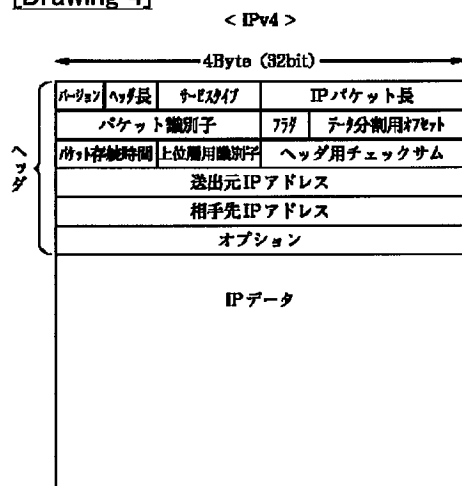 [Drawing 4]
< IPv4 >
4Byte (32bit)
バージョン ヘッダ長 サービスタイプ IPパケット長
パケット識別子 フラグ データ分割用オフセット
パケット存続時間 上位層用識別子 ヘッダ用チェックサム
送出元IPアドレス
相手先IPアドレス
オプション
ヘッダ
IPデータ